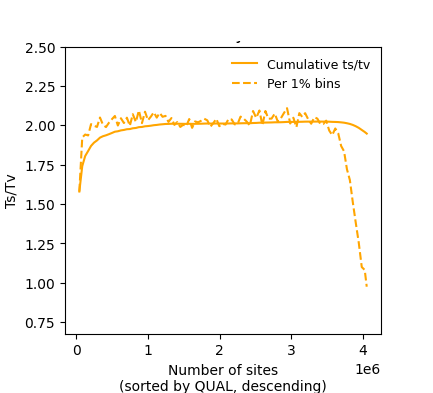 2.50
Cumulative ts/tv
2.25
Per 1% bins
2.00
1.75
Ts/Tv
1.50
1.25
1.00
0.75
0 1 2 3 4
Number of sites 1e6
(sorted by QUAL, descending)